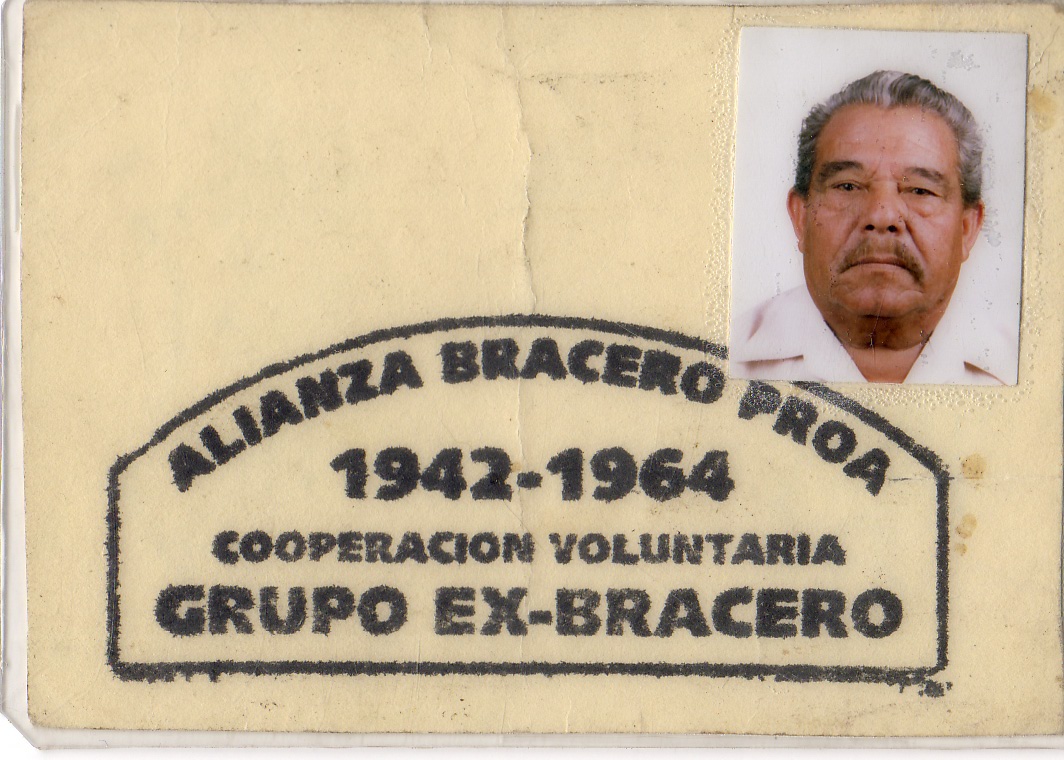 ALIANZA BRACERO PROA
1942-1964
COOPERACION VOLUNTARIA
GRUPO EX-BRACERO